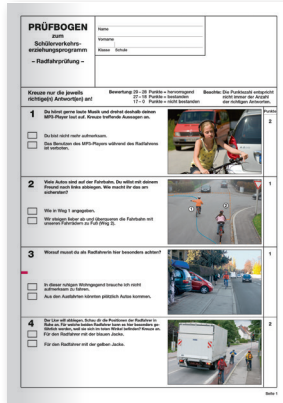 PRÜFBOGEN
zum
Schülerverkehrs-
erziehungsprogramm
– Radfahrprüfung –
Name
Vorname
Klasse Schule
Kreuze nur die jeweils
richtige(n) Antwort(en) an!
Bewertung: 29 - 28 Punkte = hervorragend
27 - 18 Punkte = bestanden
17 - 0 Punkte = nicht bestanden
Beachte: Die Punktezahl entspricht
nicht immer der Anzahl
der richtigen Antworten.
Punkte
1
Du hörst gerne laute Musik und drehst deshalb deinen
MP3-Player laut auf. Kreuze treffende Aussagen an.
2
Du bist nicht mehr aufmerksam.
Das Benutzen des MP3-Players während des Radfahrens
ist verboten.
2
Viele Autos sind auf der Fahrbahn. Du willst mit deinem
Freund nach links abbiegen. Wie macht ihr das am
sichersten?
1
Wie in Weg 1 angegeben.
Wir steigen lieber ab und überqueren die Fahrbahn mit
unseren Fahrrädern zu Fuß (Weg 2).
3
Worauf musst du als Radfahrer/in hier besonders achten?
1
In dieser ruhigen Wohngegend brauche ich nicht
aufmerksam zu fahren.
Aus den Ausfahrten könnten plötzlich Autos kommen.
4
Der Lkw will abbiegen. Schau dir die Positionen der Radfahrer in
Ruhe an. Für welche beiden Radfahrer kann es hier besonders ge-
fährlich werden, weil sie sich im toten Winkel befinden? Kreuze an.
2
Für den Radfahrer mit der blauen Jacke.
Für den Radfahrer mit der gelben Jacke.
Seite 1